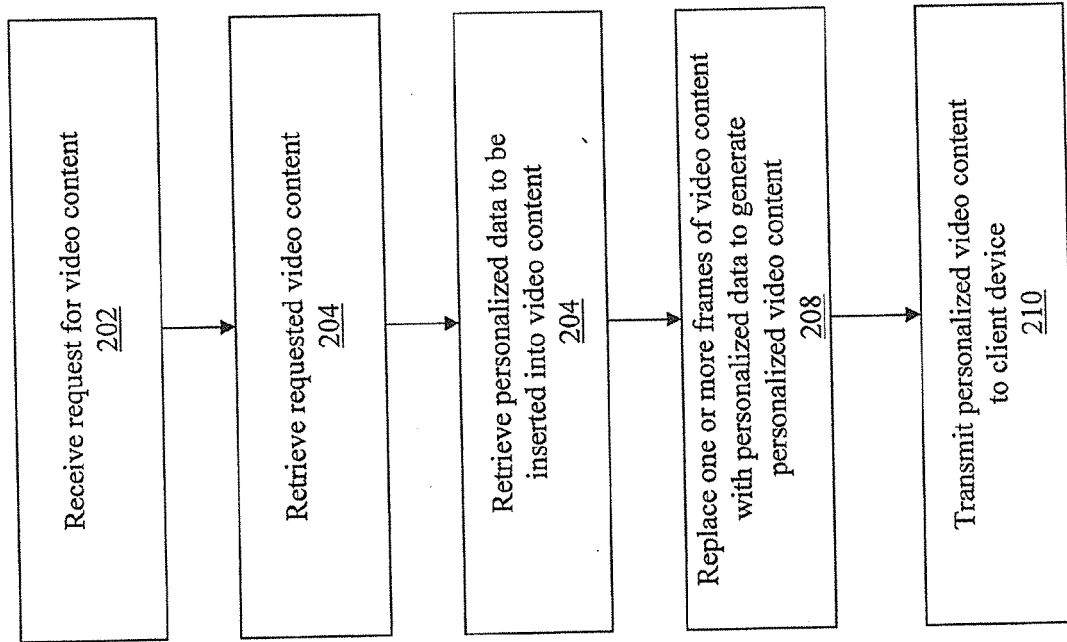 Receive request for video content
202
Retrieve requested video content
204
Retrieve personalized data to be
inserted into video content
204
Replace one or more frames of video content
with personalized data to generate
personalized video content
208
Transmit personalized video content
to client device
210